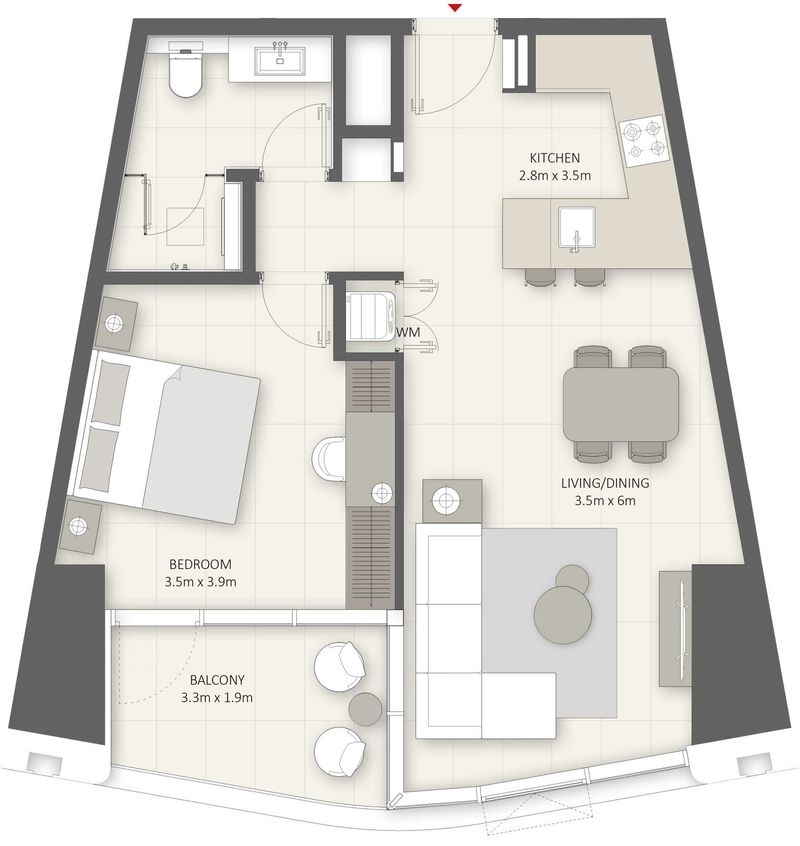 KITCHEN
2.8m x 3.5m
WM
LIVING/DINING
3.5m x 6m
BEDROOM
3.5m x 3.9m
BALCONY
3.3m x 1.9m